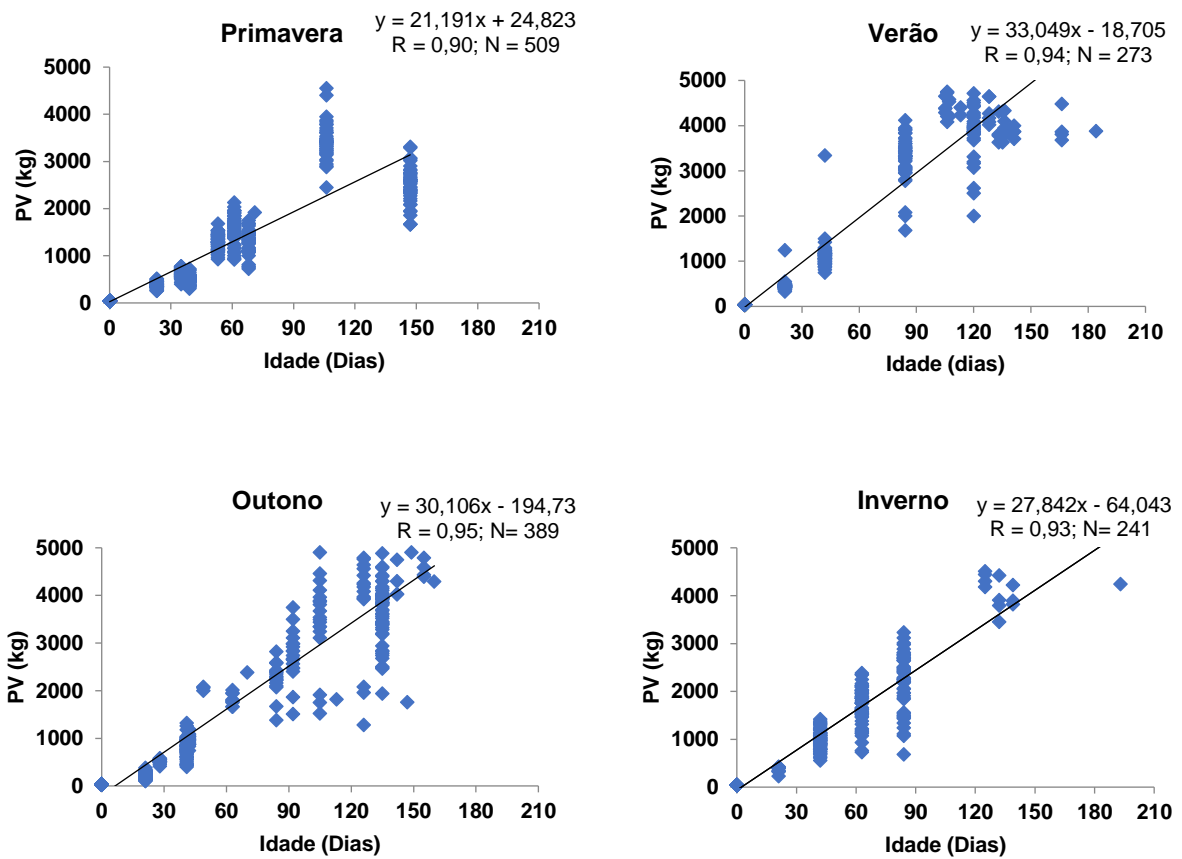 Primavera
y = 21,191x + 24,823
R = 0,90; N = 509
PV (kg)
5000
4000
3000
2000
1000
0
0 30 60 90 120 150 180 210
Idade (Dias)
Verão
y = 33,049x - 18,705
R = 0,94; N = 273
PV (kg)
5000
4000
3000
2000
1000
0
0 30 60 90 120 150 180 210
Idade (dias)
Outono
y = 30,106x - 194,73
R = 0,95; N= 389
PV (kg)
5000
4000
3000
2000
1000
0
0 30 60 90 120 150 180 210
Idade (Dias)
Inverno
y = 27,842x - 64,043
R = 0,93; N= 241
PV (kg)
5000
4000
3000
2000
1000
0
0 30 60 90 120 150 180 210
Idade (Dias)